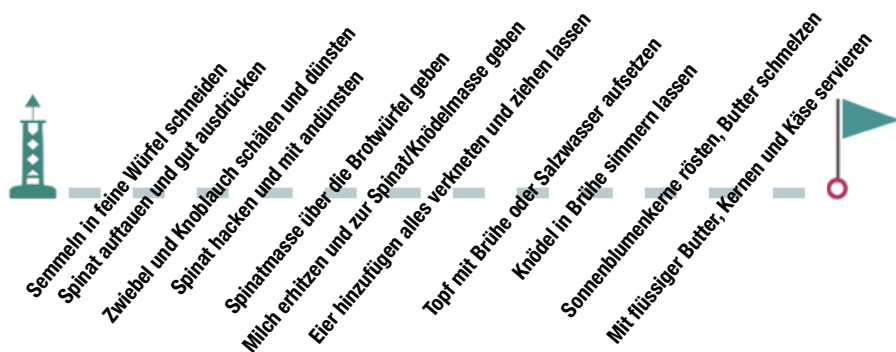 Semmeln in feine Würfel schneiden
Spinat auftauen und gut ausdrücken
Zwiebel und Knoblauch schälen und dünsten
Spinat hacken und mit andünsten
Spinatmasse über die Brotwürfel geben
Milch erhitzen und zur Spinat/Knödelmasse geben
Eier hinzufügen alles verkneten und ziehen lassen
Topf mit Brühe oder Salzwasser aufsetzen
Knödel in Brühe simmern lassen
Sonnenblumenkerne rösten, Butter schmelzen
Mit flüssiger Butter, Kernen und Käse servieren